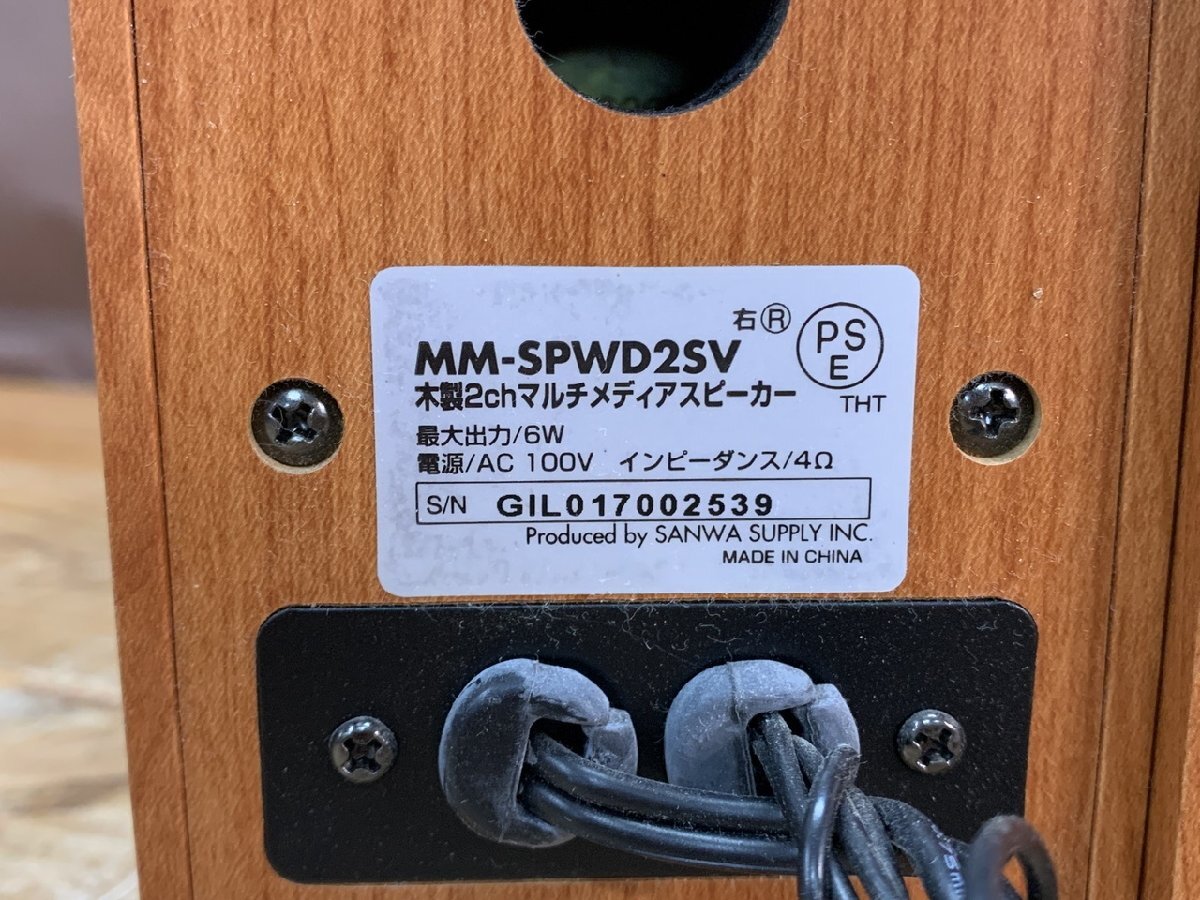 右Ⓡ
PS
E
MM-SPWD2SV
木製2chマルチメディアスピーカー
THT
最大出力/6W
電源/AC 100V インピーダンス/4Ω
S/N GIL017002539
Produced by SANWA SUPPLY INC.
MADE IN CHINA